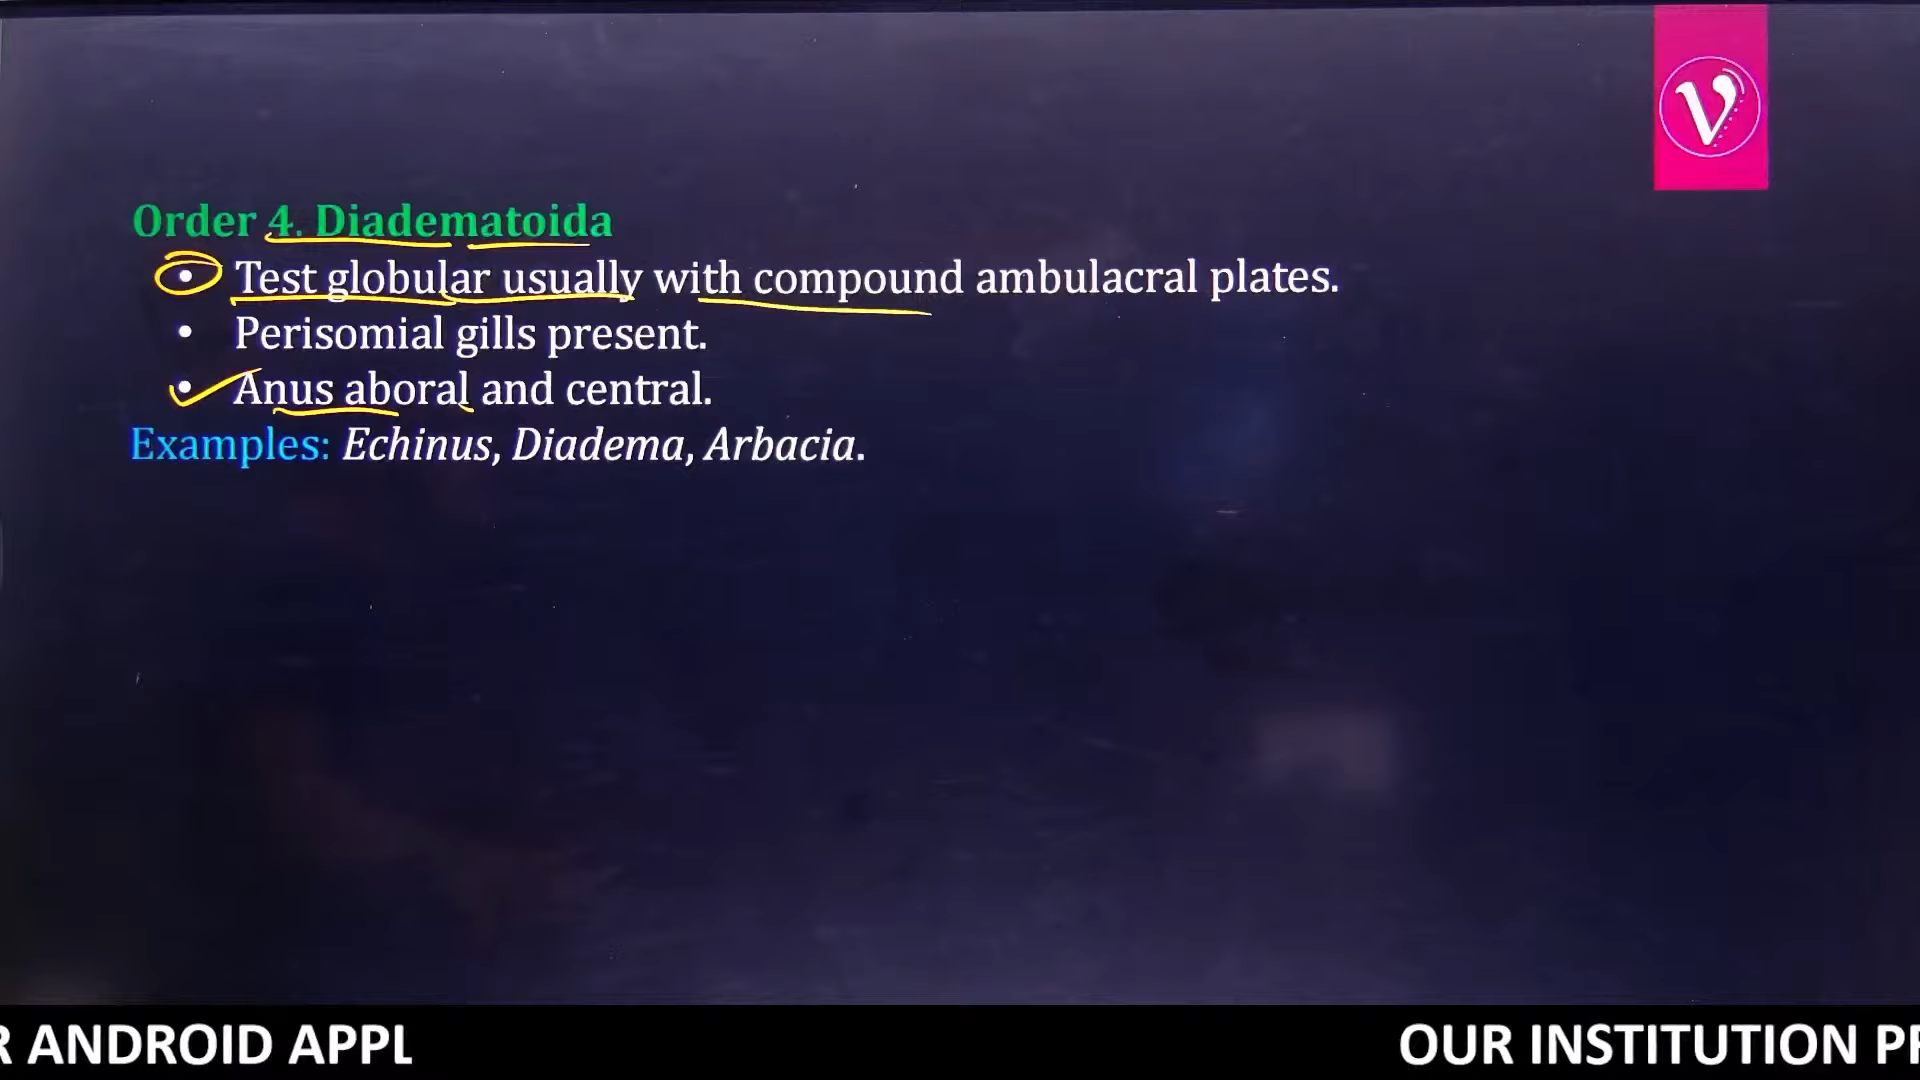 Order 4. Diadematoida
• Test globular usually with compound ambulacral plates.
• Perisomial gills present.
• Anus aboral and central.
Examples: Echinus, Diadema, Arbacia.
V
R ANDROID APPL
OUR INSTITUTION PR